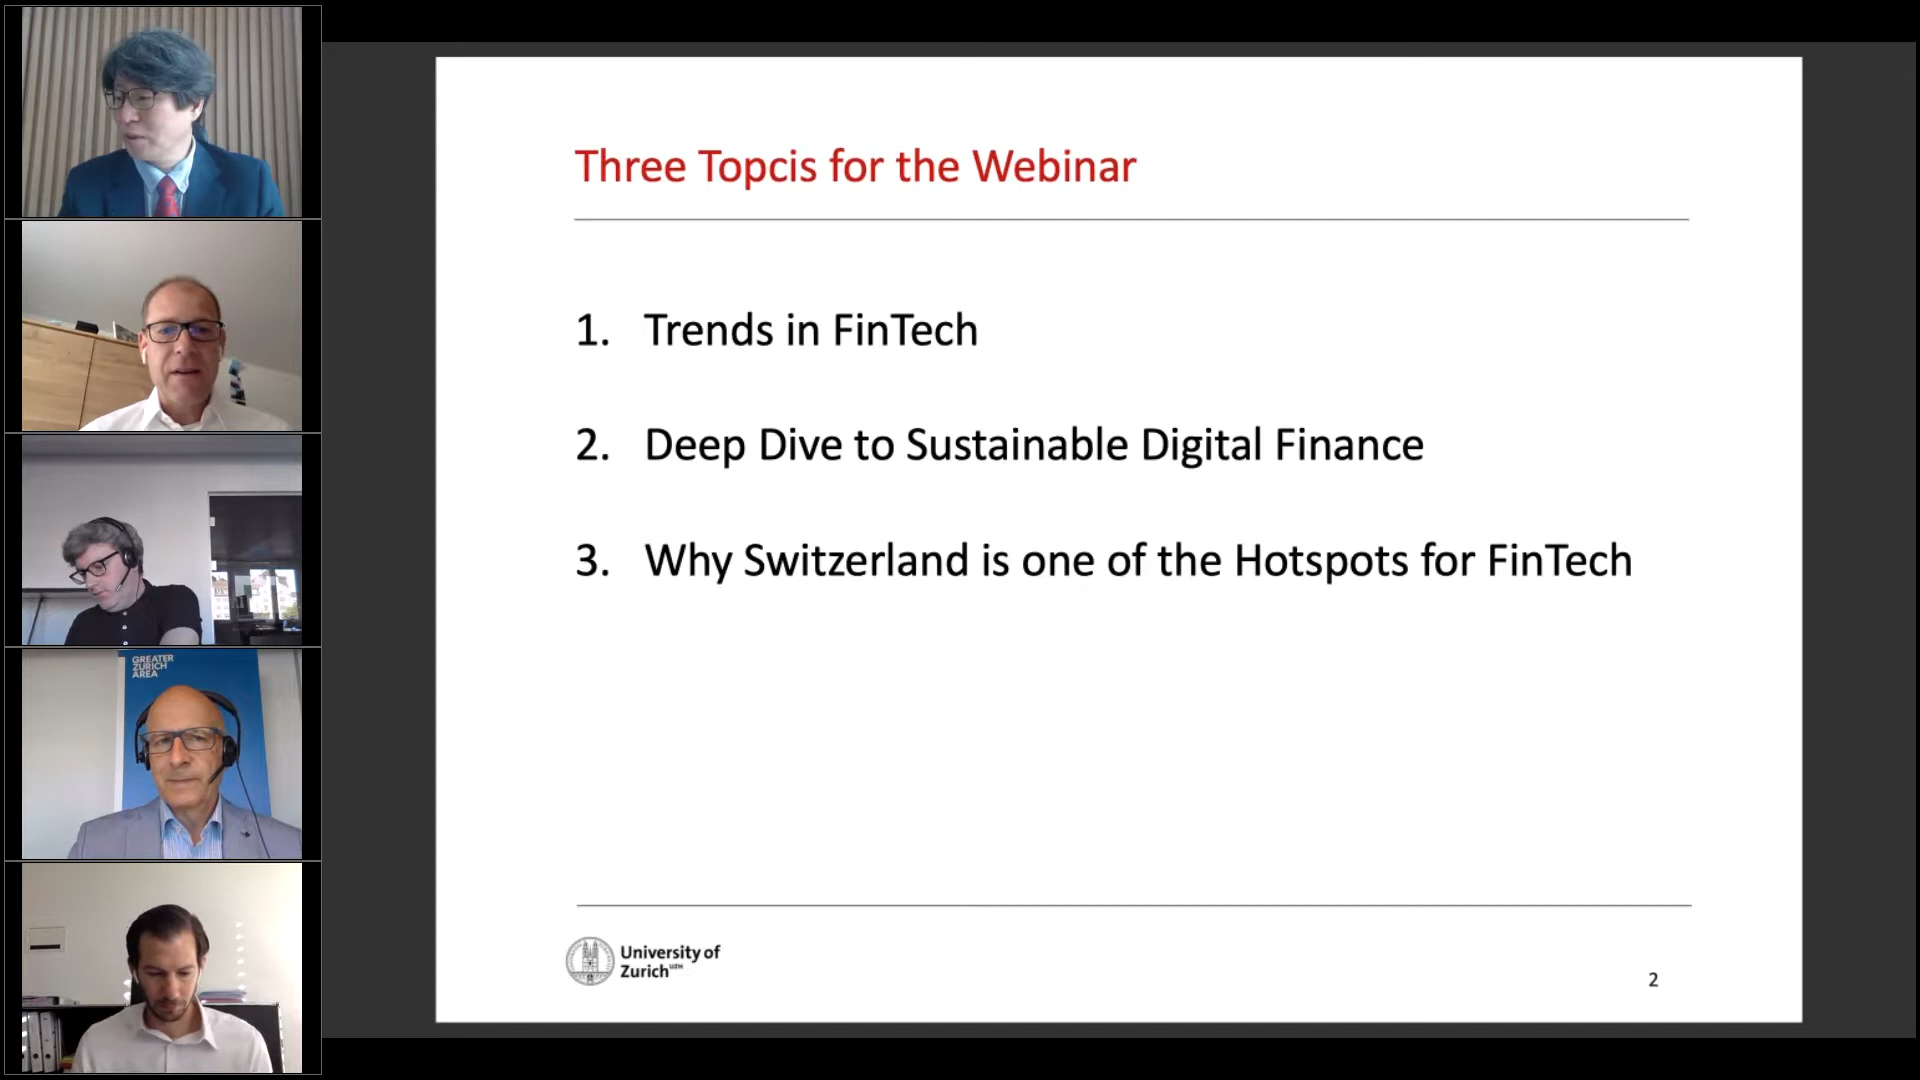 GREATER
ZURICH
AREA
Three Topcis for the Webinar
1. Trends in FinTech
2. Deep Dive to Sustainable Digital Finance
3. Why Switzerland is one of the Hotspots for FinTech
University of
Zurich UZH
2